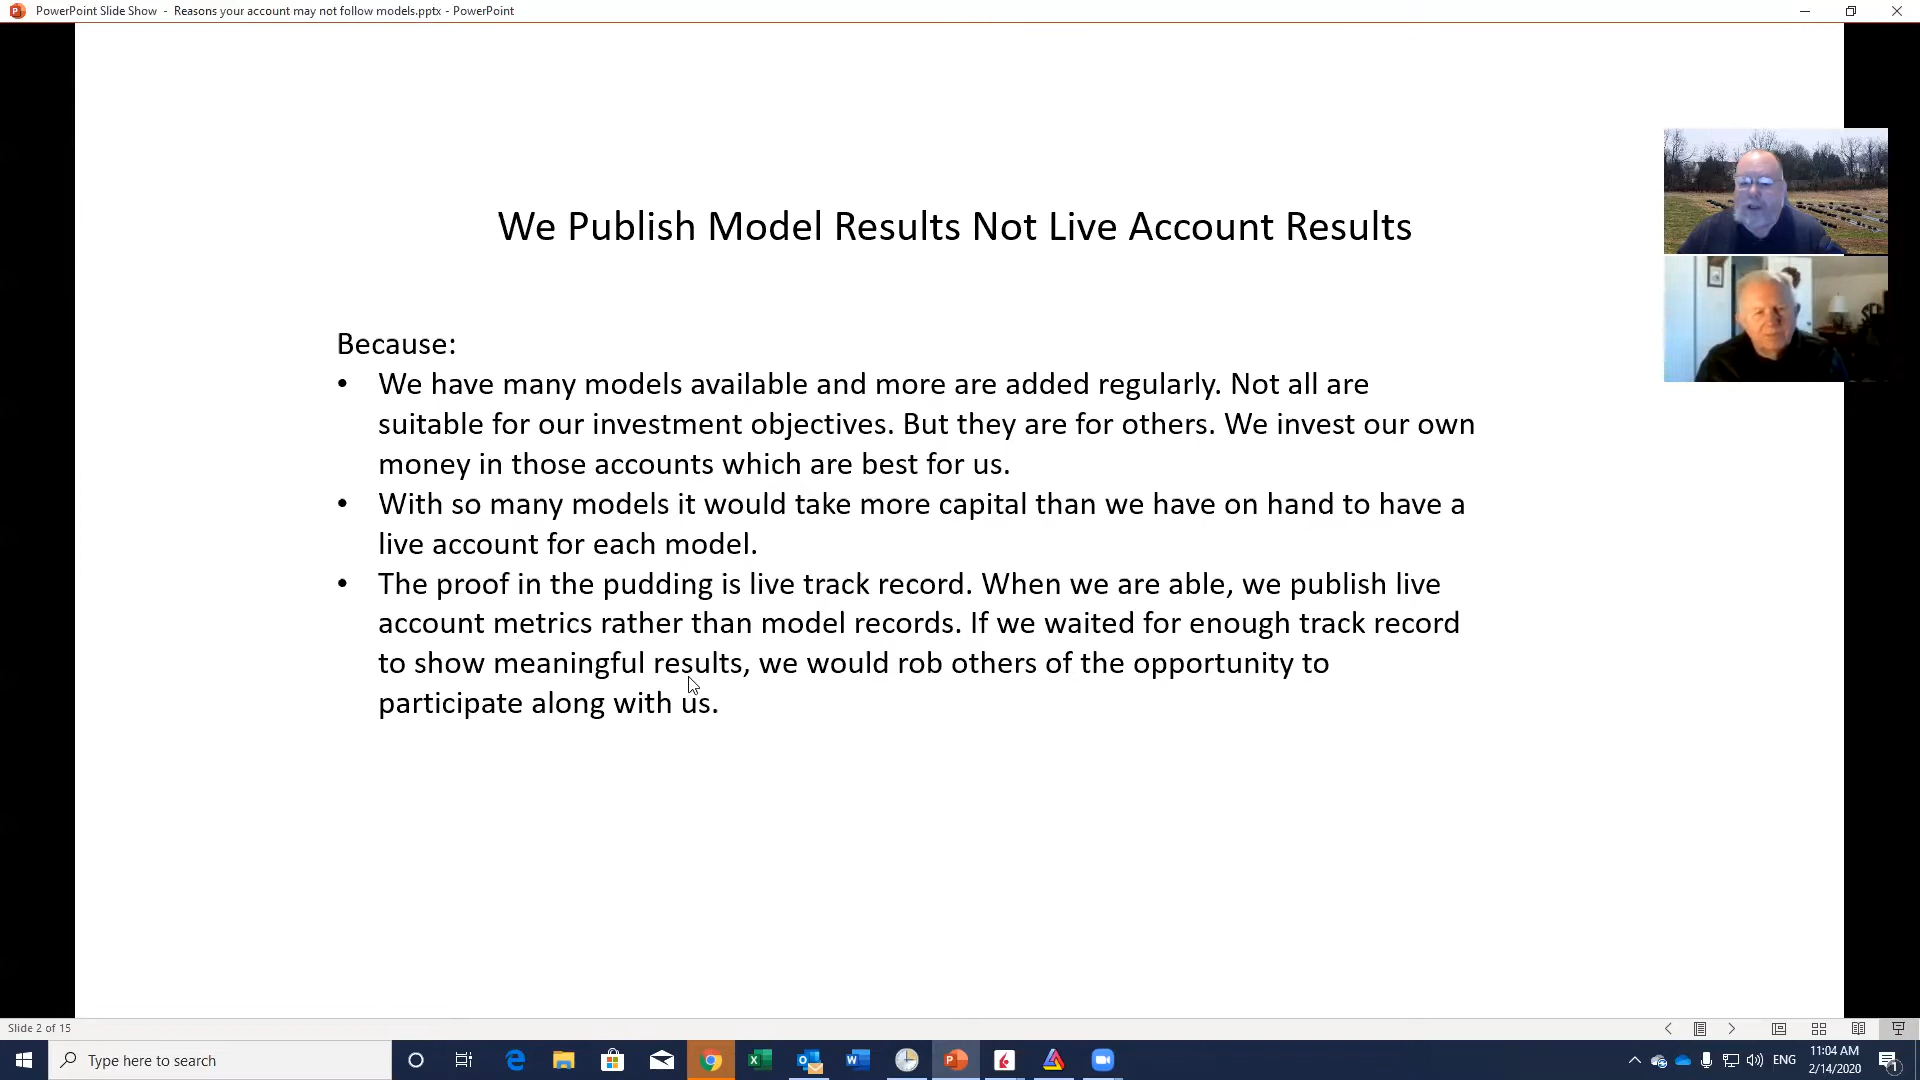 PowerPoint Slide Show - Reasons your account may not follow models.pptx - PowerPoint
We Publish Model Results Not Live Account Results
Because:
• We have many models available and more are added regularly. Not all are
suitable for our investment objectives. But they are for others. We invest our own
money in those accounts which are best for us.
• With so many models it would take more capital than we have on hand to have a
live account for each model.
• The proof in the pudding is live track record. When we are able, we publish live
account metrics rather than model records. If we waited for enough track record
to show meaningful results, we would rob others of the opportunity to
participate along with us.
Slide 2 of 15
Type here to search
ENG
11:04 AM
2/14/2020
1